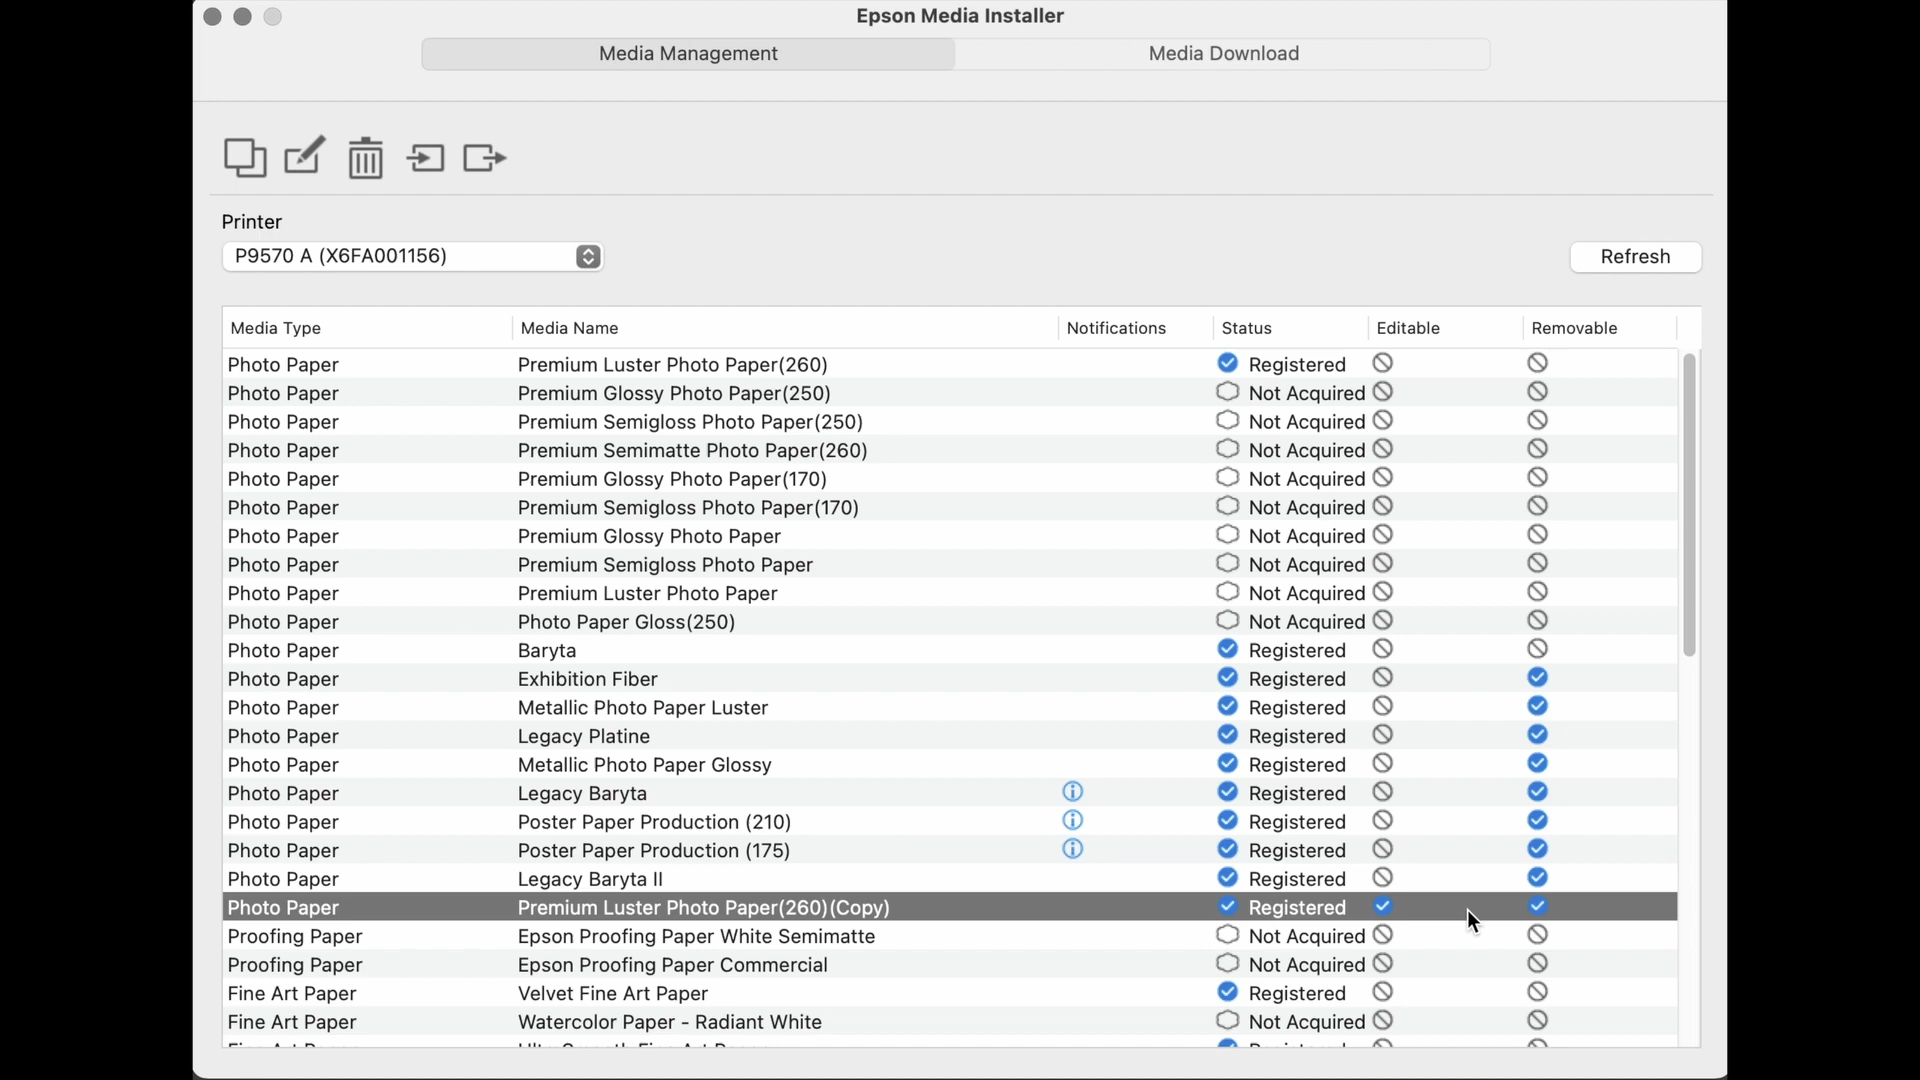 Epson Media Installer
Media Management Media Download
Printer
P9570 A (X6FA001156) Refresh
Media Type Media Name Notifications Status Editable Removable
Photo Paper Premium Luster Photo Paper(260) Registered
Photo Paper Premium Glossy Photo Paper(250) Not Acquired
Photo Paper Premium Semigloss Photo Paper(250) Not Acquired
Photo Paper Premium Semimatte Photo Paper(260) Not Acquired
Photo Paper Premium Glossy Photo Paper(170) Not Acquired
Photo Paper Premium Semigloss Photo Paper(170) Not Acquired
Photo Paper Premium Glossy Photo Paper Not Acquired
Photo Paper Premium Semigloss Photo Paper Not Acquired
Photo Paper Premium Luster Photo Paper Not Acquired
Photo Paper Photo Paper Gloss(250) Not Acquired
Photo Paper Baryta Registered
Photo Paper Exhibition Fiber Registered
Photo Paper Metallic Photo Paper Luster Registered
Photo Paper Legacy Platine Registered
Photo Paper Metallic Photo Paper Glossy Registered
Photo Paper Legacy Baryta Registered
Photo Paper Poster Paper Production (210) Registered
Photo Paper Poster Paper Production (175) Registered
Photo Paper Legacy Baryta II Registered
Photo Paper Premium Luster Photo Paper(260)(Copy) Registered
Proofing Paper Epson Proofing Paper White Semimatte Not Acquired
Proofing Paper Epson Proofing Paper Commercial Not Acquired
Fine Art Paper Velvet Fine Art Paper Registered
Fine Art Paper Watercolor Paper - Radiant White Not Acquired